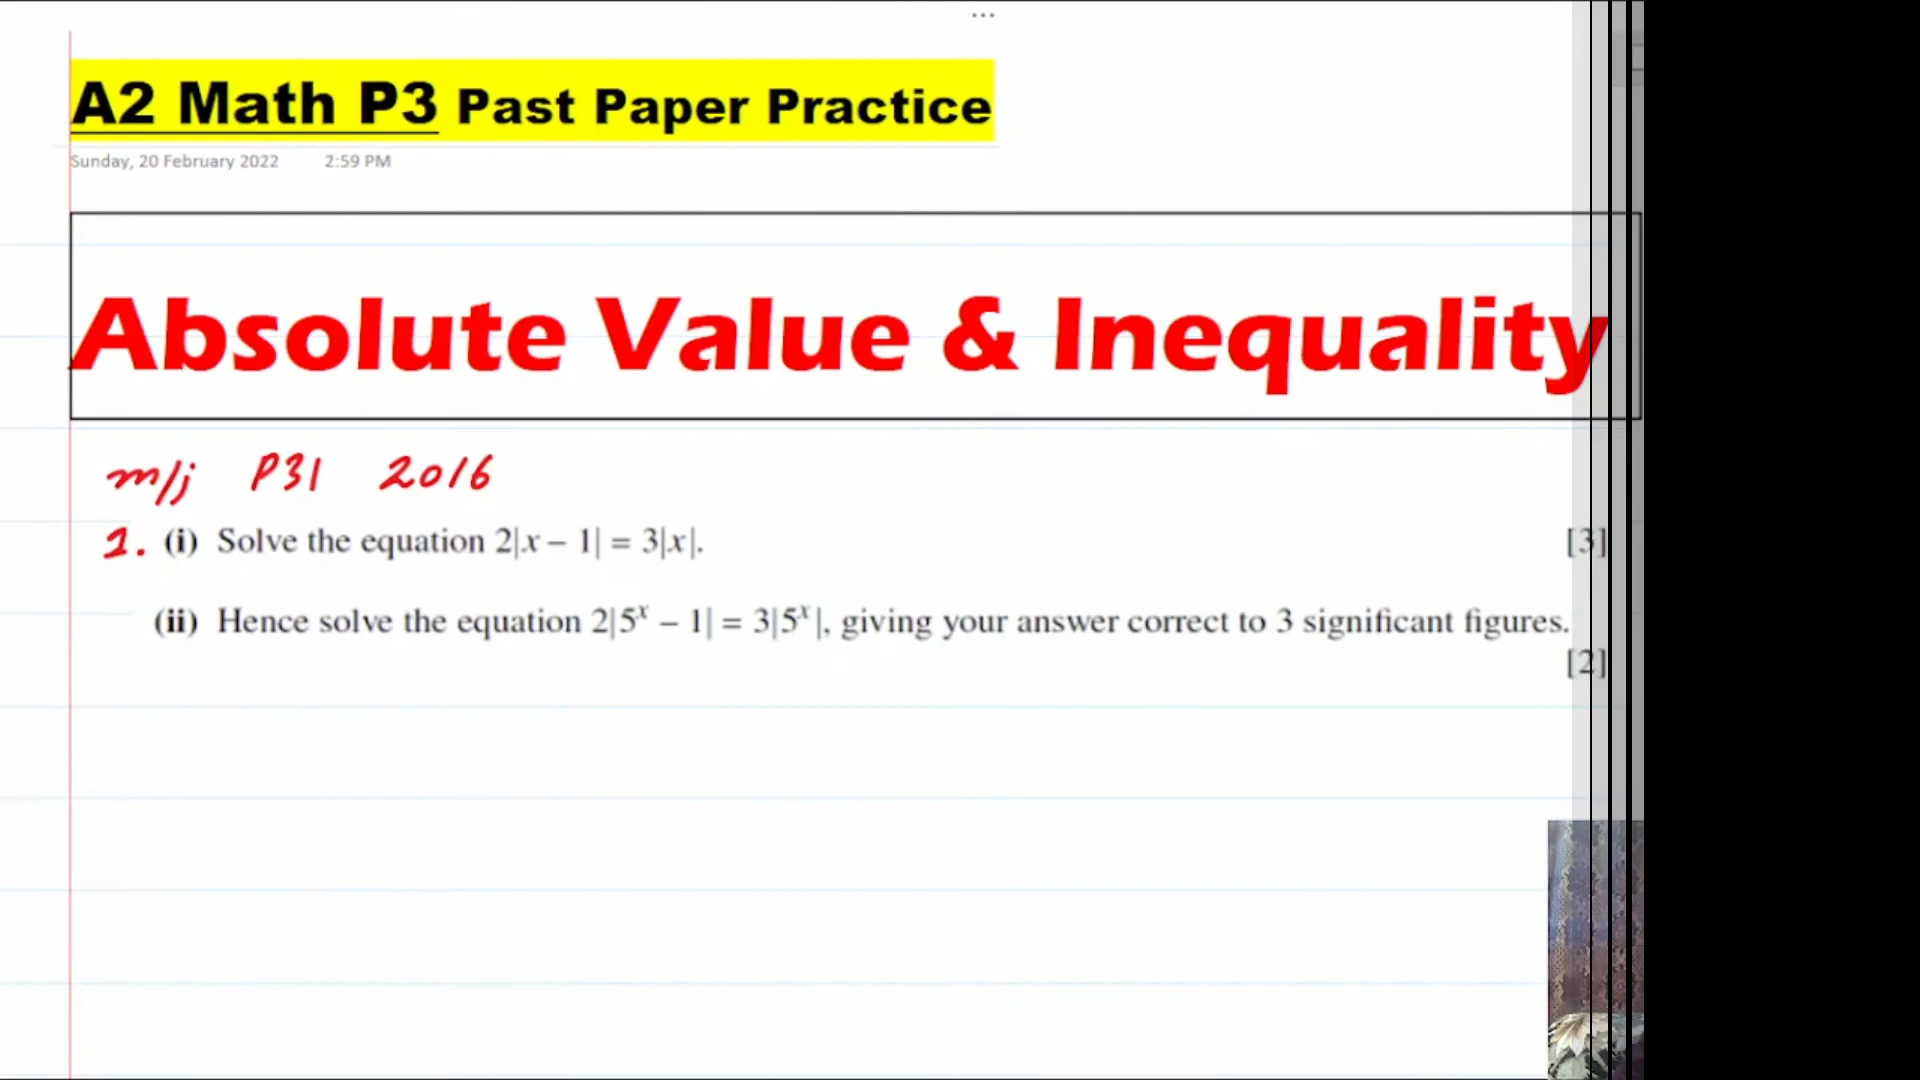 ...
A2 Math P3 Past Paper Practice
Sunday, 20 February 2022 2:59 PM
Absolute Value & Inequality
m/j P31 2016
1. (i) Solve the equation 2|x – 1| = 3|x|. [3]
(ii) Hence solve the equation 2|5ˣ – 1| = 3|5ˣ|, giving your answer correct to 3 significant figures.
[2]